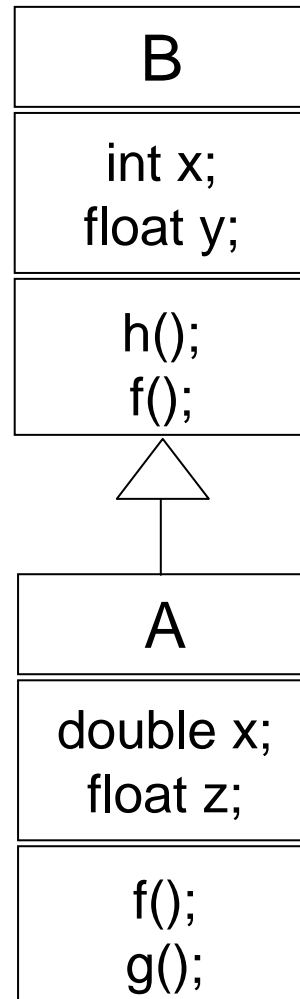 B
int x;
float y;
h();
f();
A
double x;
float z;
f();
g();